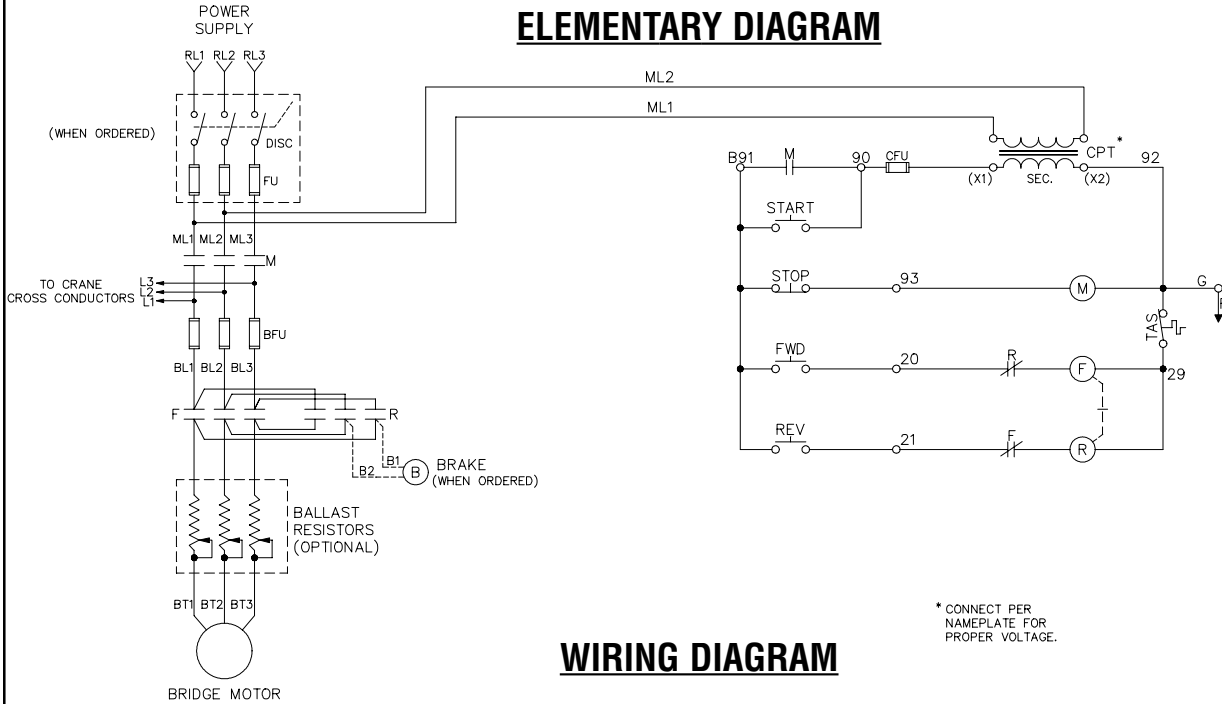 ELEMENTARY DIAGRAM
POWER
SUPPLY
RL1 RL2 RL3
(WHEN ORDERED)
DISC
FU
ML2
ML1
ML1 ML2 ML3
M
TO CRANE
CROSS CONDUCTORS
L3
L2
L1
BFU
BL1 BL2 BL3
F
R
B1
B2
B
BRAKE
(WHEN ORDERED)
BALLAST
RESISTORS
(OPTIONAL)
BT1 BT2 BT3
BRIDGE MOTOR
B91 M 90 CFU
CPT *
92
(X1) SEC. (X2)
START
STOP 93 M G
TAS
FWD 20 R F
29
REV 21 F R
* CONNECT PER
NAMEPLATE FOR
PROPER VOLTAGE.
WIRING DIAGRAM